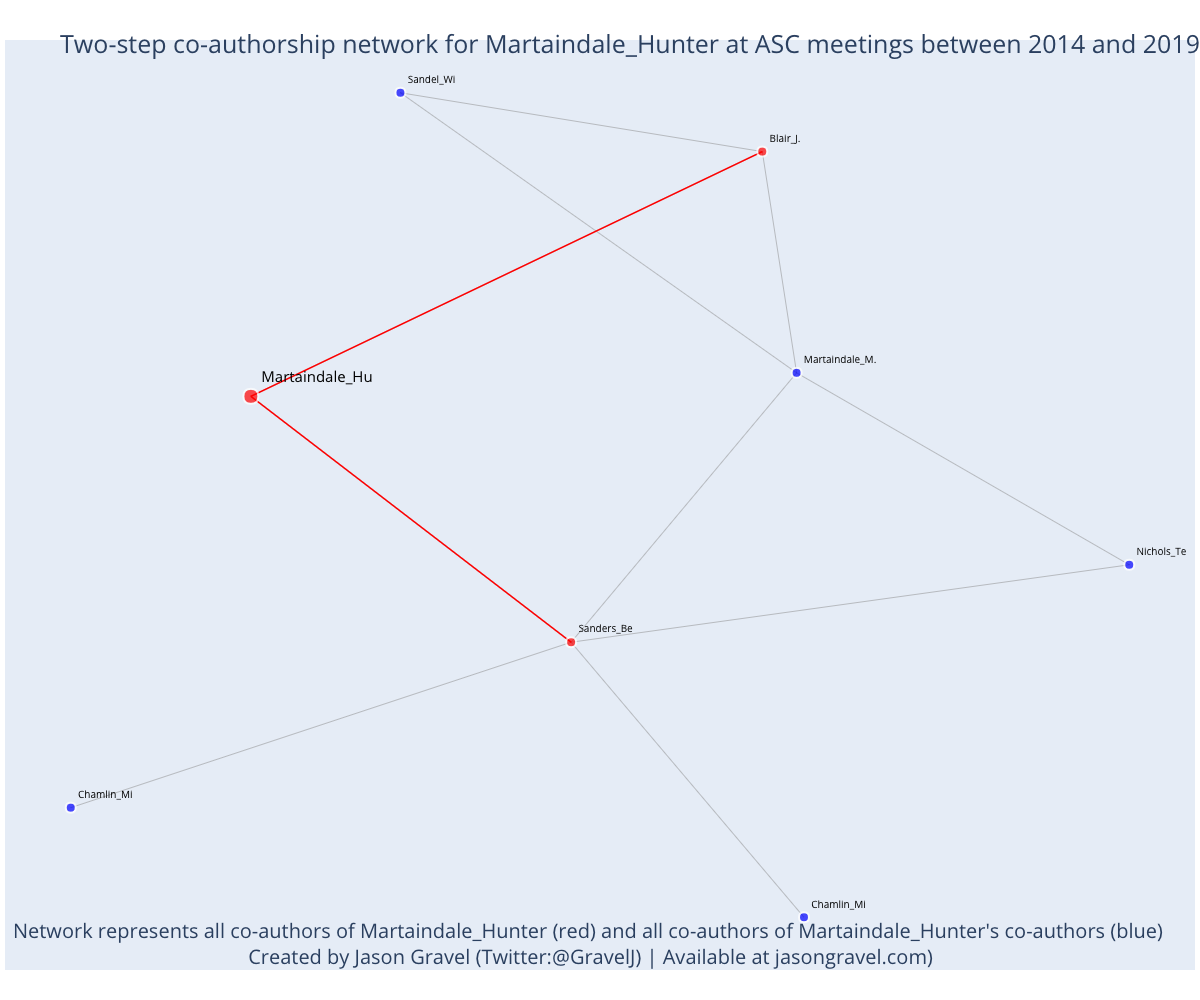 Two-step co-authorship network for Martaindale_Hunter at ASC meetings between 2014 and 2019
Sandel_Wi
Blair_J.
Martaindale_M.
Martaindale_Hu
Nichols_Te
Sanders_Be
Chamlin_Mi
Chamlin_Mi
Network represents all co-authors of Martaindale_Hunter (red) and all co-authors of Martaindale_Hunter's co-authors (blue)
Created by Jason Gravel (Twitter:@GravelJ) | Available at jasongravel.com)